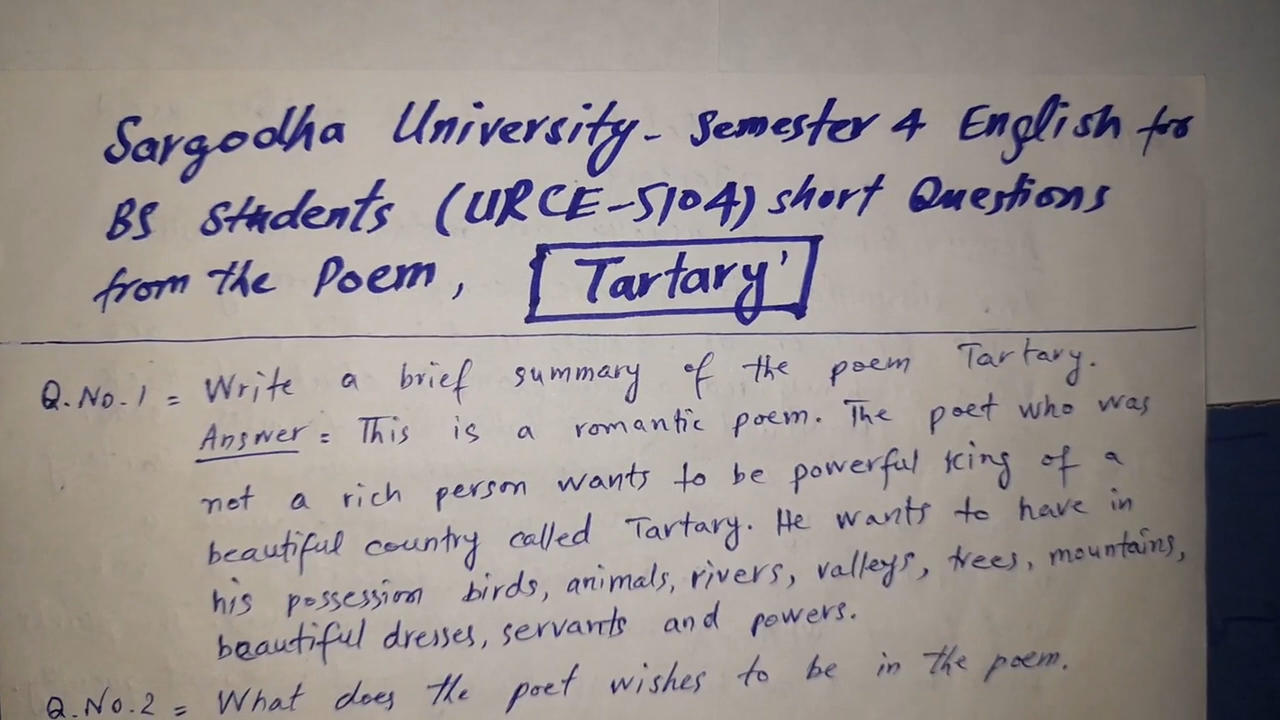 Sargodha University - Semester 4 English for
BS Students (URCE-5104) short Questions
from the Poem, [Tartary']
Q.No.1 = Write a brief summary of the poem Tartary.
Answer = This is a romantic poem. The poet who was
not a rich person wants to be powerful King of a
beautiful country called Tartary. He wants to have in
his possession birds, animals, rivers, valleys, trees, mountains,
beautiful dresses, servants and powers.
Q.No.2 = What does the poet wishes to be in the poem.